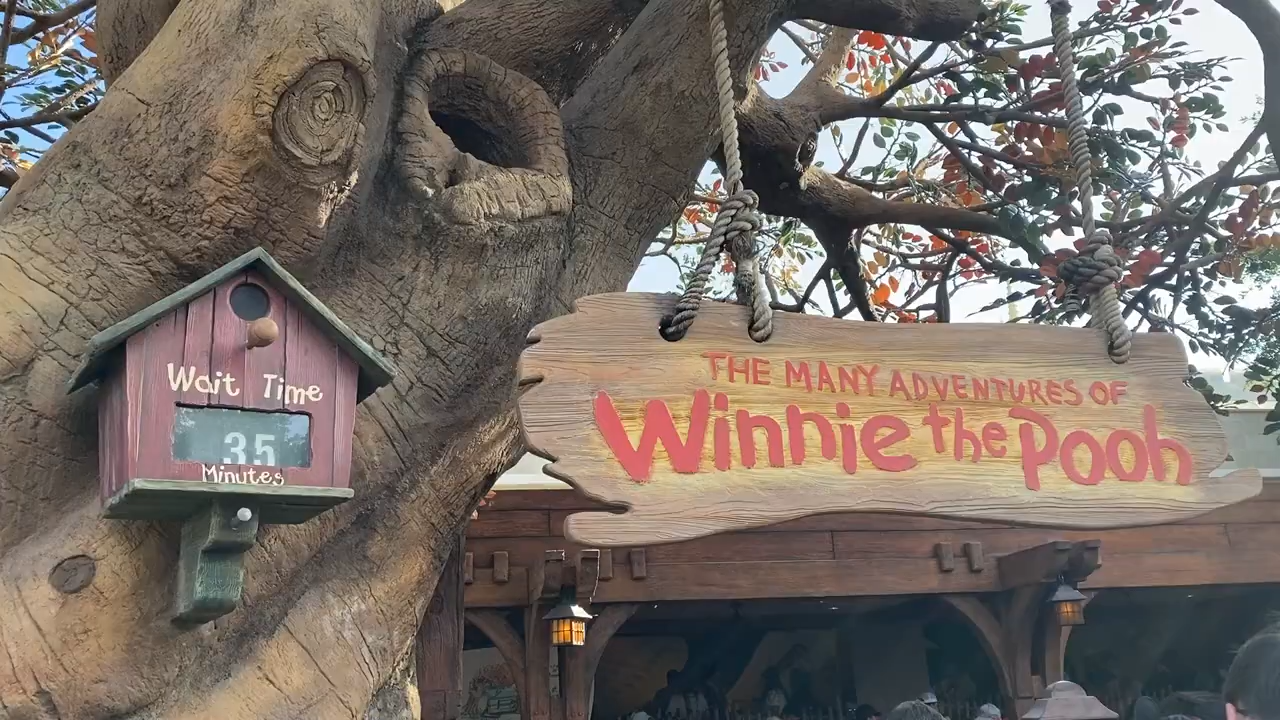 Wait Time
35
Minutes
THE MANY ADVENTURES OF
Winnie the Pooh